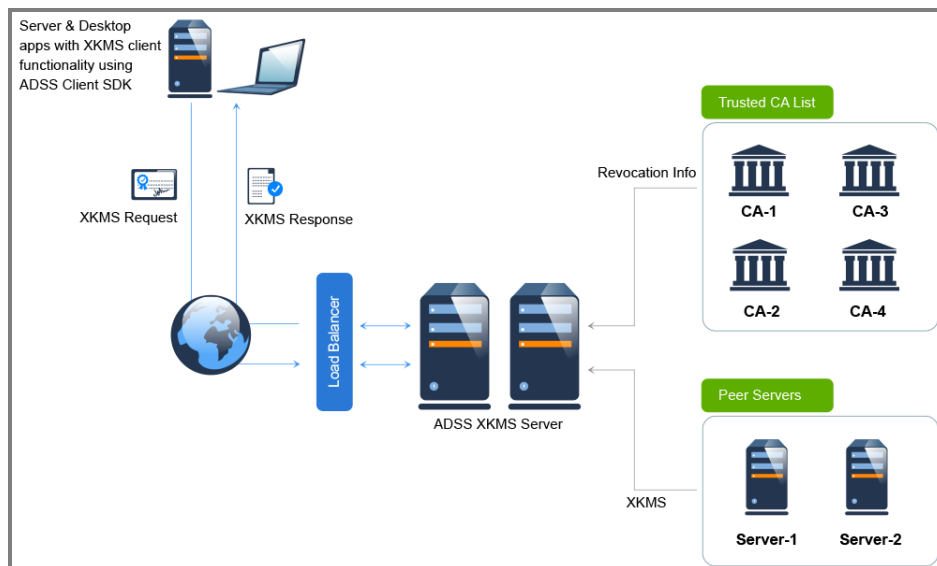 Server & Desktop
apps with XKMS client
functionality using
ADSS Client SDK
XKMS Request
XKMS Response
Load Balancer
ADSS XKMS Server
Revocation Info
Trusted CA List
CA-1
CA-3
CA-2
CA-4
Peer Servers
XKMS
Server-1
Server-2